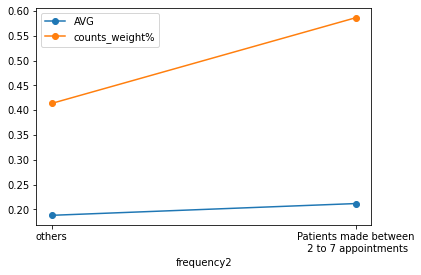 0.60
0.55
0.50
0.45
0.40
0.35
0.30
0.25
0.20
AVG
counts_weight%
others
Patients made between
2 to 7 appointments
frequency2